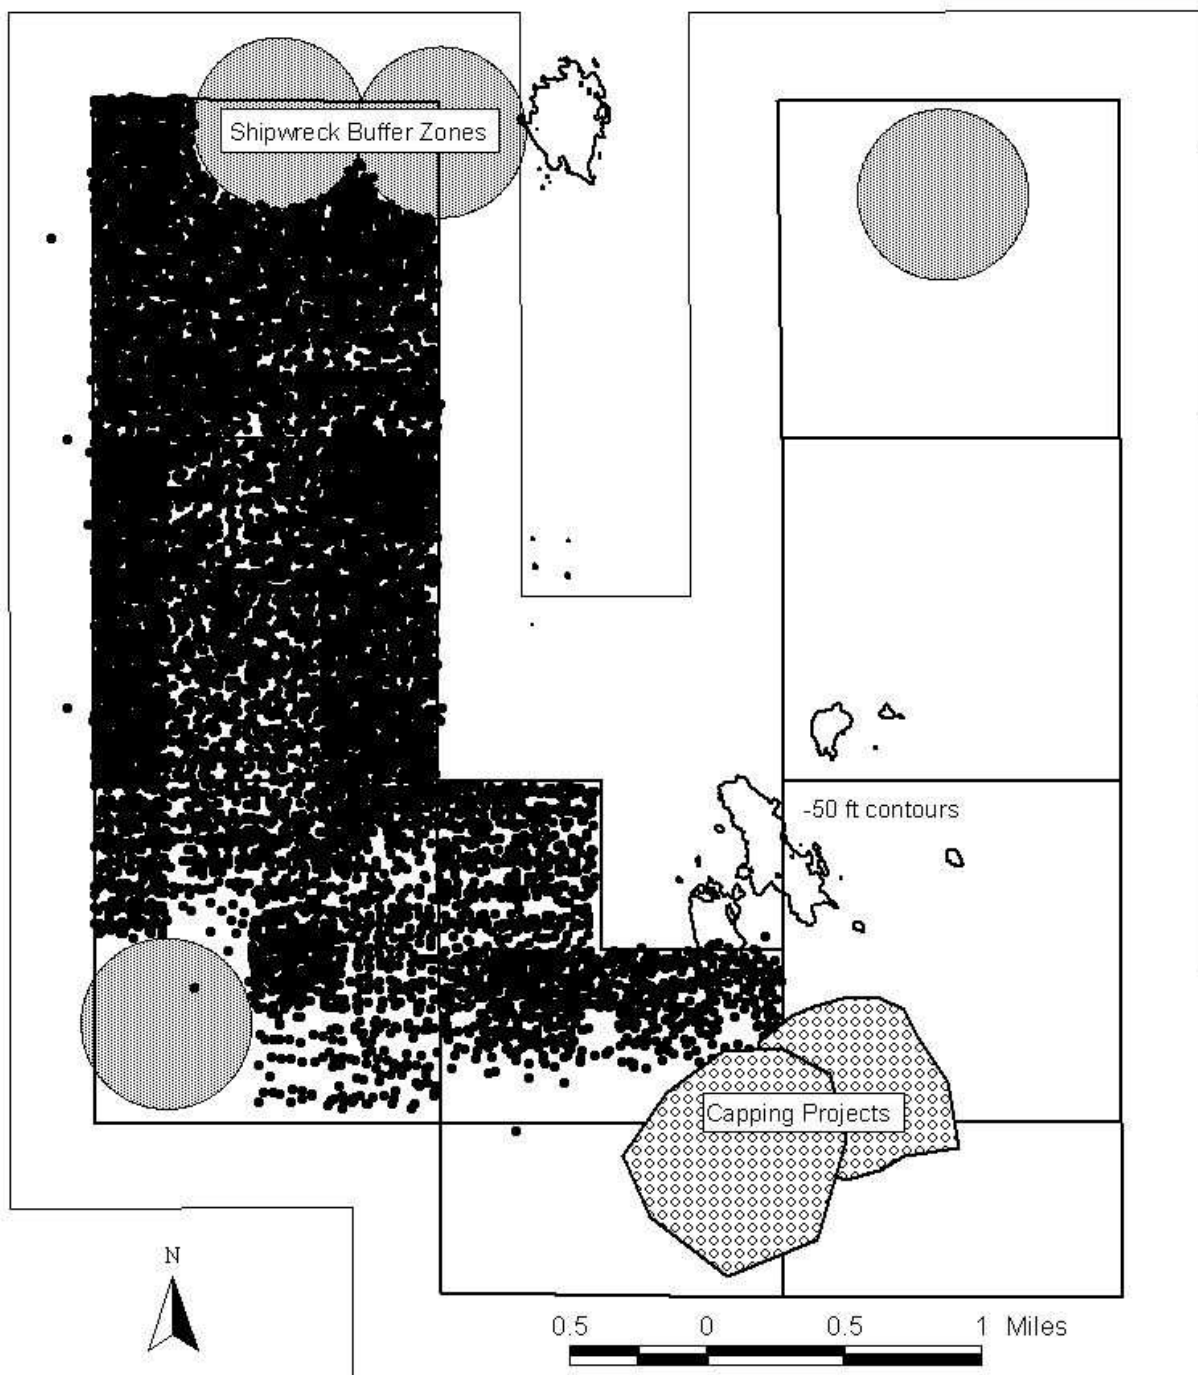 Shipwreck Buffer Zones
-50 ft contours
Capping Projects
N
0.5 0 0.5 1 Miles